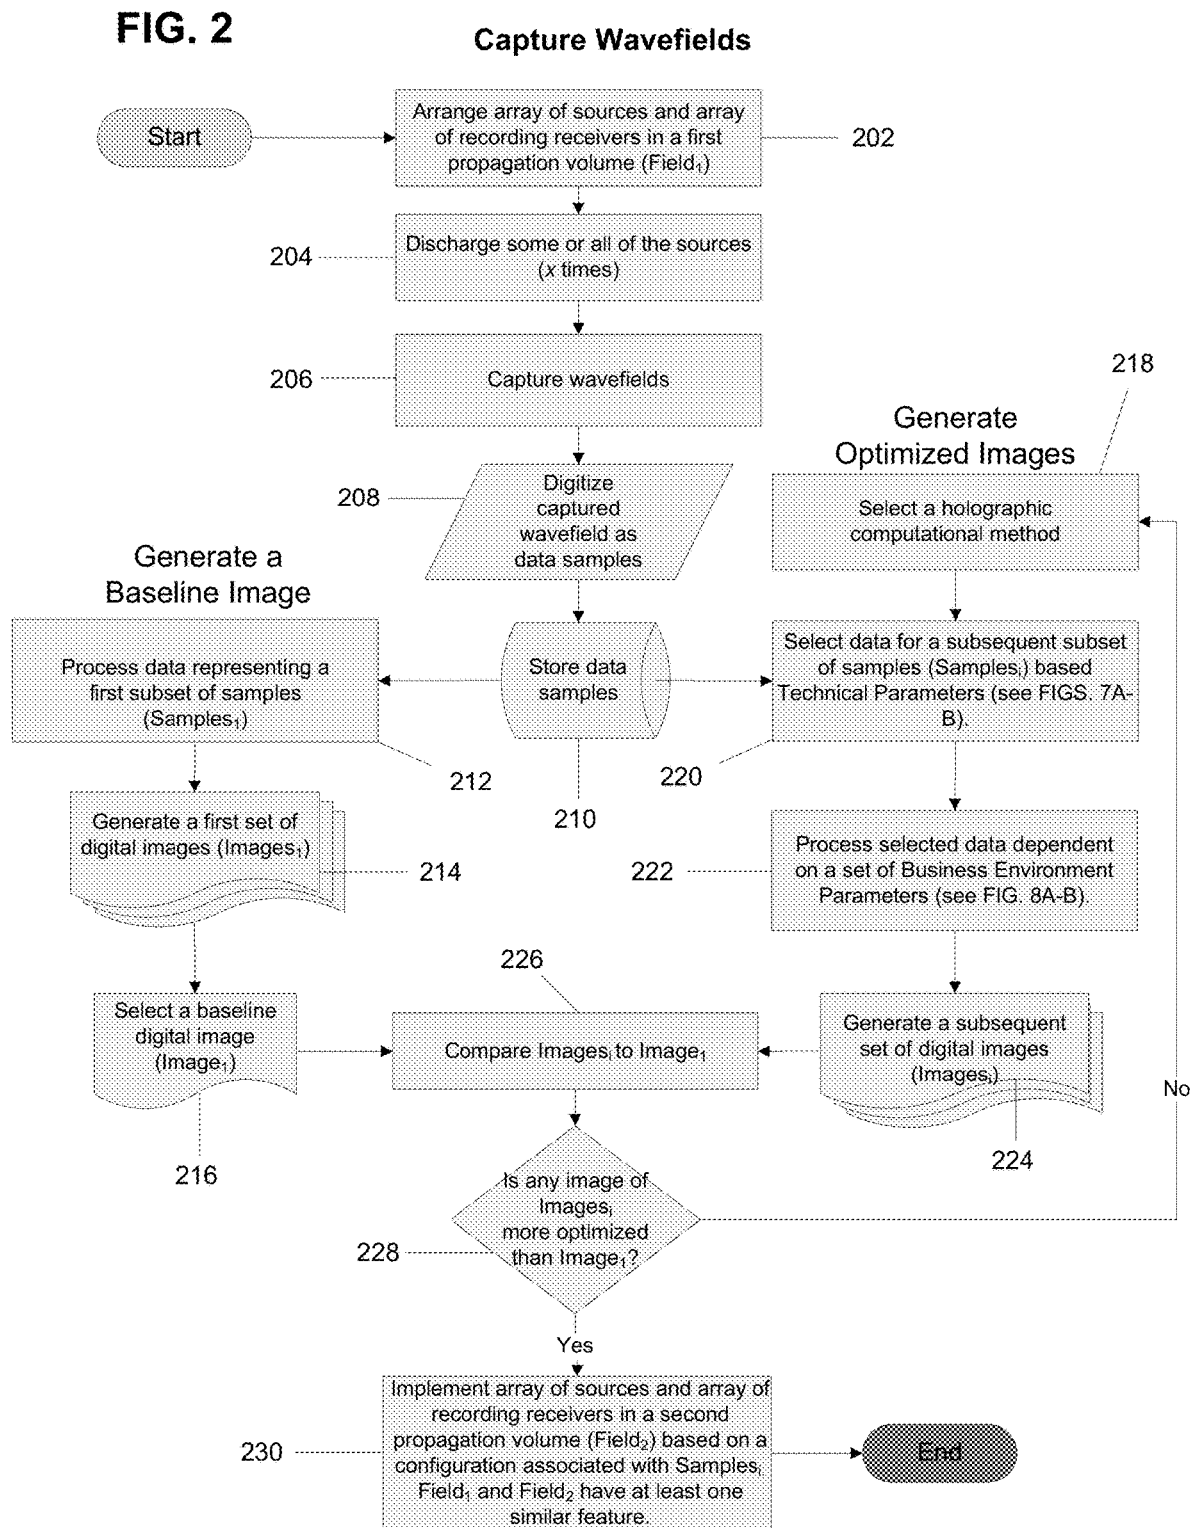 FIG. 2
Capture Wavefields
Start
Arrange array of sources and array
of recording receivers in a first
propagation volume (Field₁)
202
204
Discharge some or all of the sources
(x times)
206
Capture wavefields
218
Generate
Optimized Images
208
Digitize
captured
wavefield as
data samples
Select a holographic
computational method
Generate a
Baseline Image
Process data representing a
first subset of samples
(Samples₁)
Store data
samples
Select data for a subsequent subset
of samples (Samplesᵢ) based
Technical Parameters (see FIGS. 7A-
B).
212
210
220
Generate a first set of
digital images (Images₁)
214
222
Process selected data dependent
on a set of Business Environment
Parameters (see FIG. 8A-B).
226
Select a baseline
digital image
(Image₁)
Compare Imagesᵢ to Image₁
Generate a subsequent
set of digital images
(Imagesᵢ)
No
216
224
Is any image of
Imagesᵢ
more optimized
than Image₁?
228
Yes
230
Implement array of sources and array of
recording receivers in a second
propagation volume (Field₂) based on a
configuration associated with Samplesᵢ.
Field₁ and Field₂ have at least one
similar feature.
End